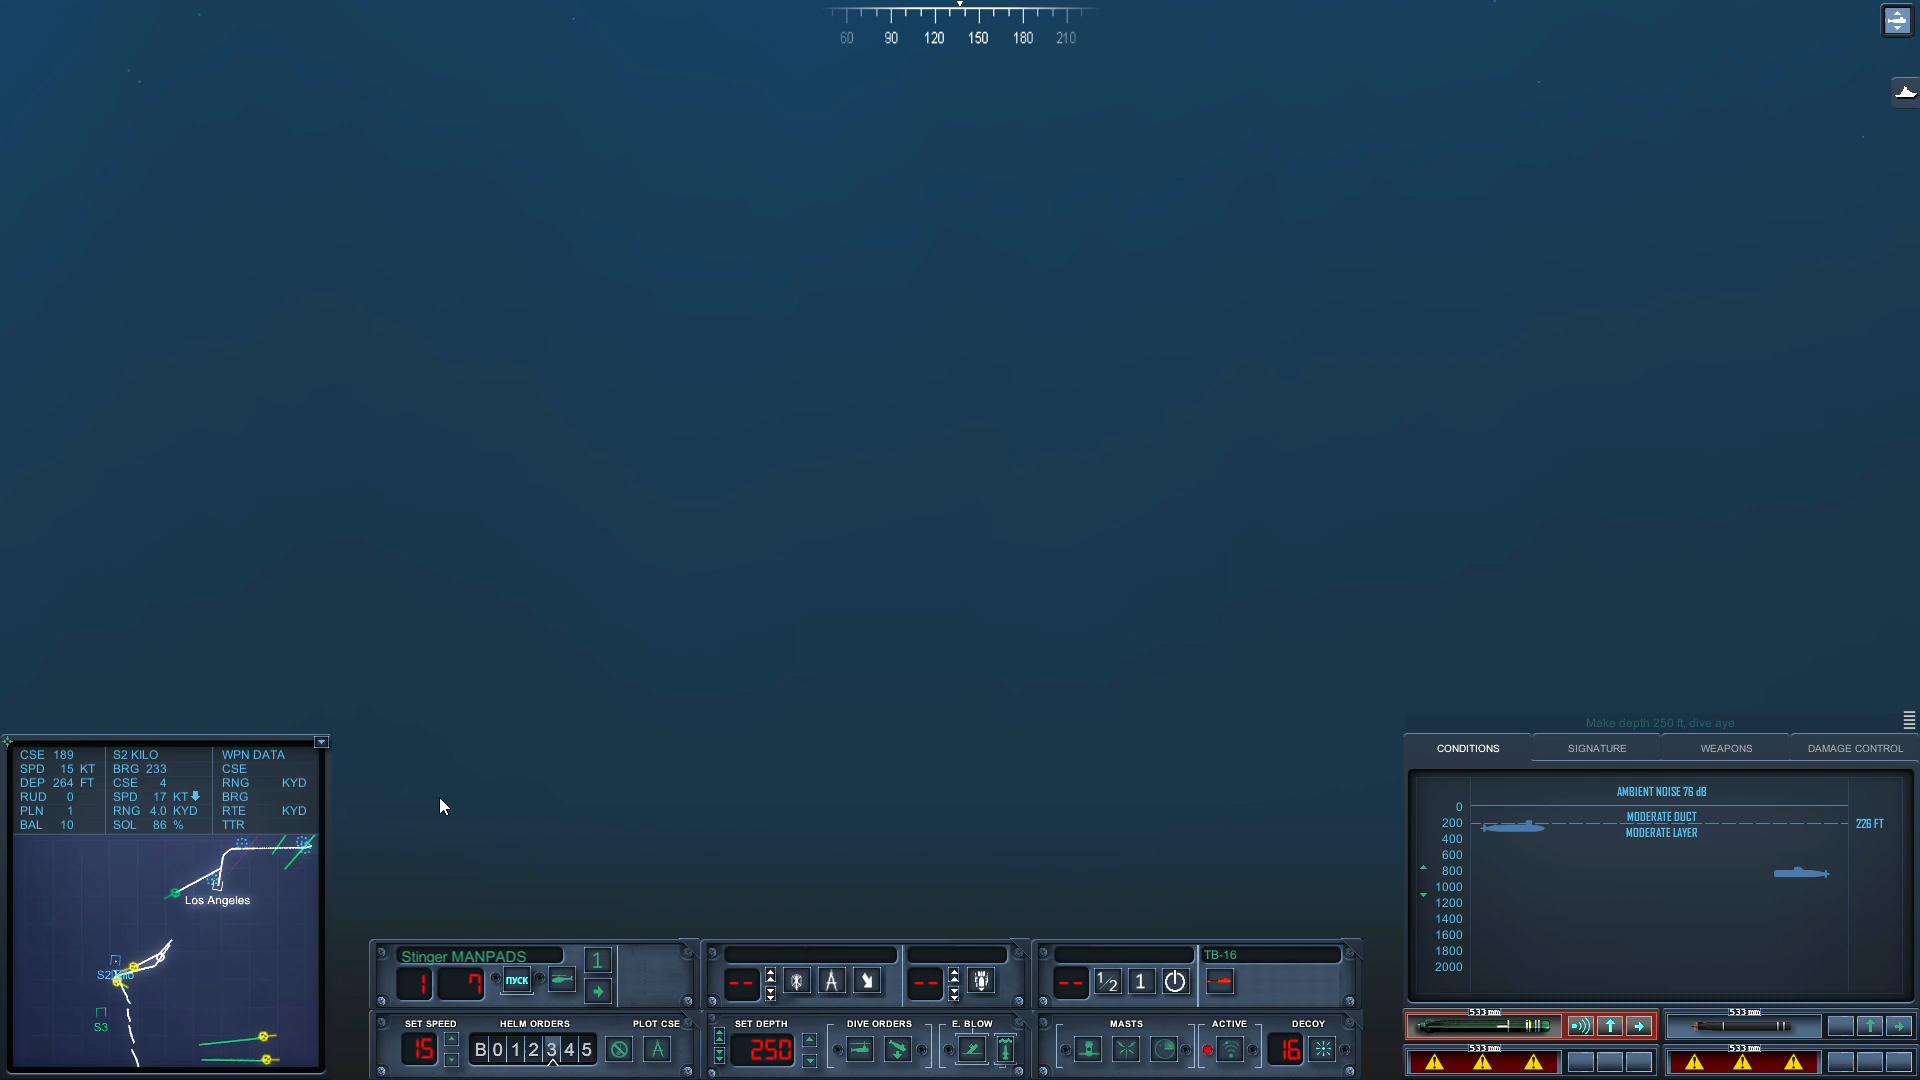 60 90 120 150 180 210
Make depth 250 ft, dive aye
CSE 189
SPD 15 KT
DEP 264 FT
RUD 0
PLN 1
BAL 10
S2 KILO
BRG 233
CSE 4
SPD 17 KT
RNG 4.0 KYD
SOL 86 %
WPN DATA
CSE
RNG KYD
BRG
RTE KYD
TTR
Los Angeles
S3
Stinger MANPADS
1 7 ПУСК 1
-- -- -- 1/2 1
TB-16
SET SPEED HELM ORDERS PLOT CSE
15 B 0 1 2 3 4 5
SET DEPTH DIVE ORDERS E. BLOW
250
MASTS ACTIVE DECOY
16
CONDITIONS SIGNATURE WEAPONS DAMAGE CONTROL
AMBIENT NOISE 76 dB
MODERATE DUCT
MODERATE LAYER
226 FT
0
200
400
600
800
1000
1200
1400
1600
1800
2000
533 mm 533 mm
533 mm 533 mm